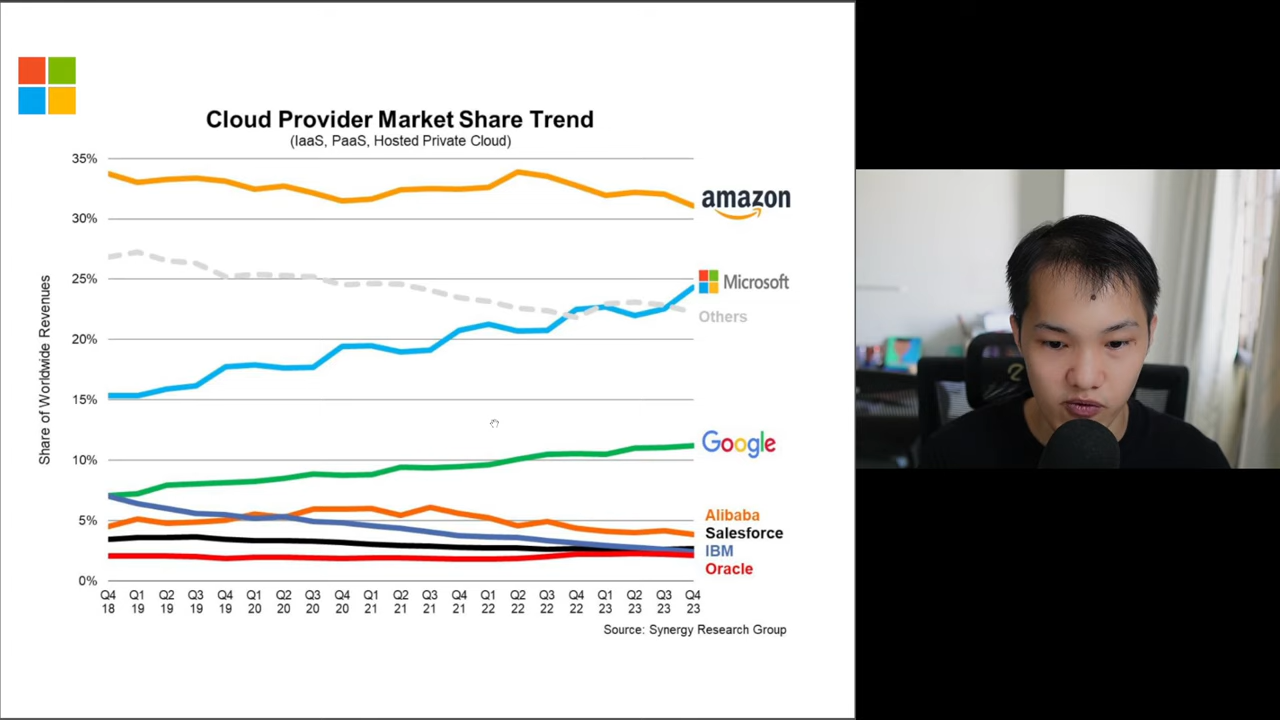 Cloud Provider Market Share Trend
(IaaS, PaaS, Hosted Private Cloud)
Share of Worldwide Revenues
35%
30%
25%
20%
15%
10%
5%
0%
amazon
Microsoft
Others
Google
Alibaba
Salesforce
IBM
Oracle
Q4 Q1 Q2 Q3 Q4 Q1 Q2 Q3 Q4 Q1 Q2 Q3 Q4 Q1 Q2 Q3 Q4 Q1 Q2 Q3 Q4
18 19 19 19 19 20 20 20 20 21 21 21 21 22 22 22 22 23 23 23 23
Source: Synergy Research Group